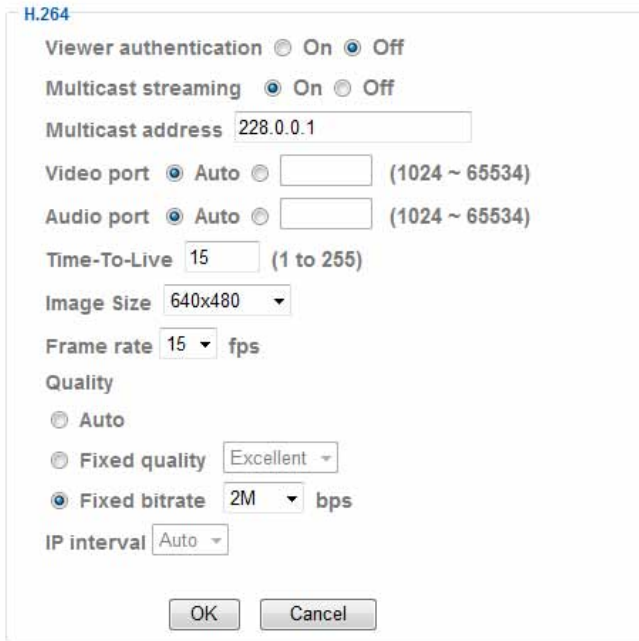 H.264
Viewer authentication On Off
Multicast streaming On Off
Multicast address 228.0.0.1
Video port Auto (1024 ~ 65534)
Audio port Auto (1024 ~ 65534)
Time-To-Live 15 (1 to 255)
Image Size 640x480
Frame rate 15 fps
Quality
Auto
Fixed quality Excellent
Fixed bitrate 2M bps
IP interval Auto
OK Cancel